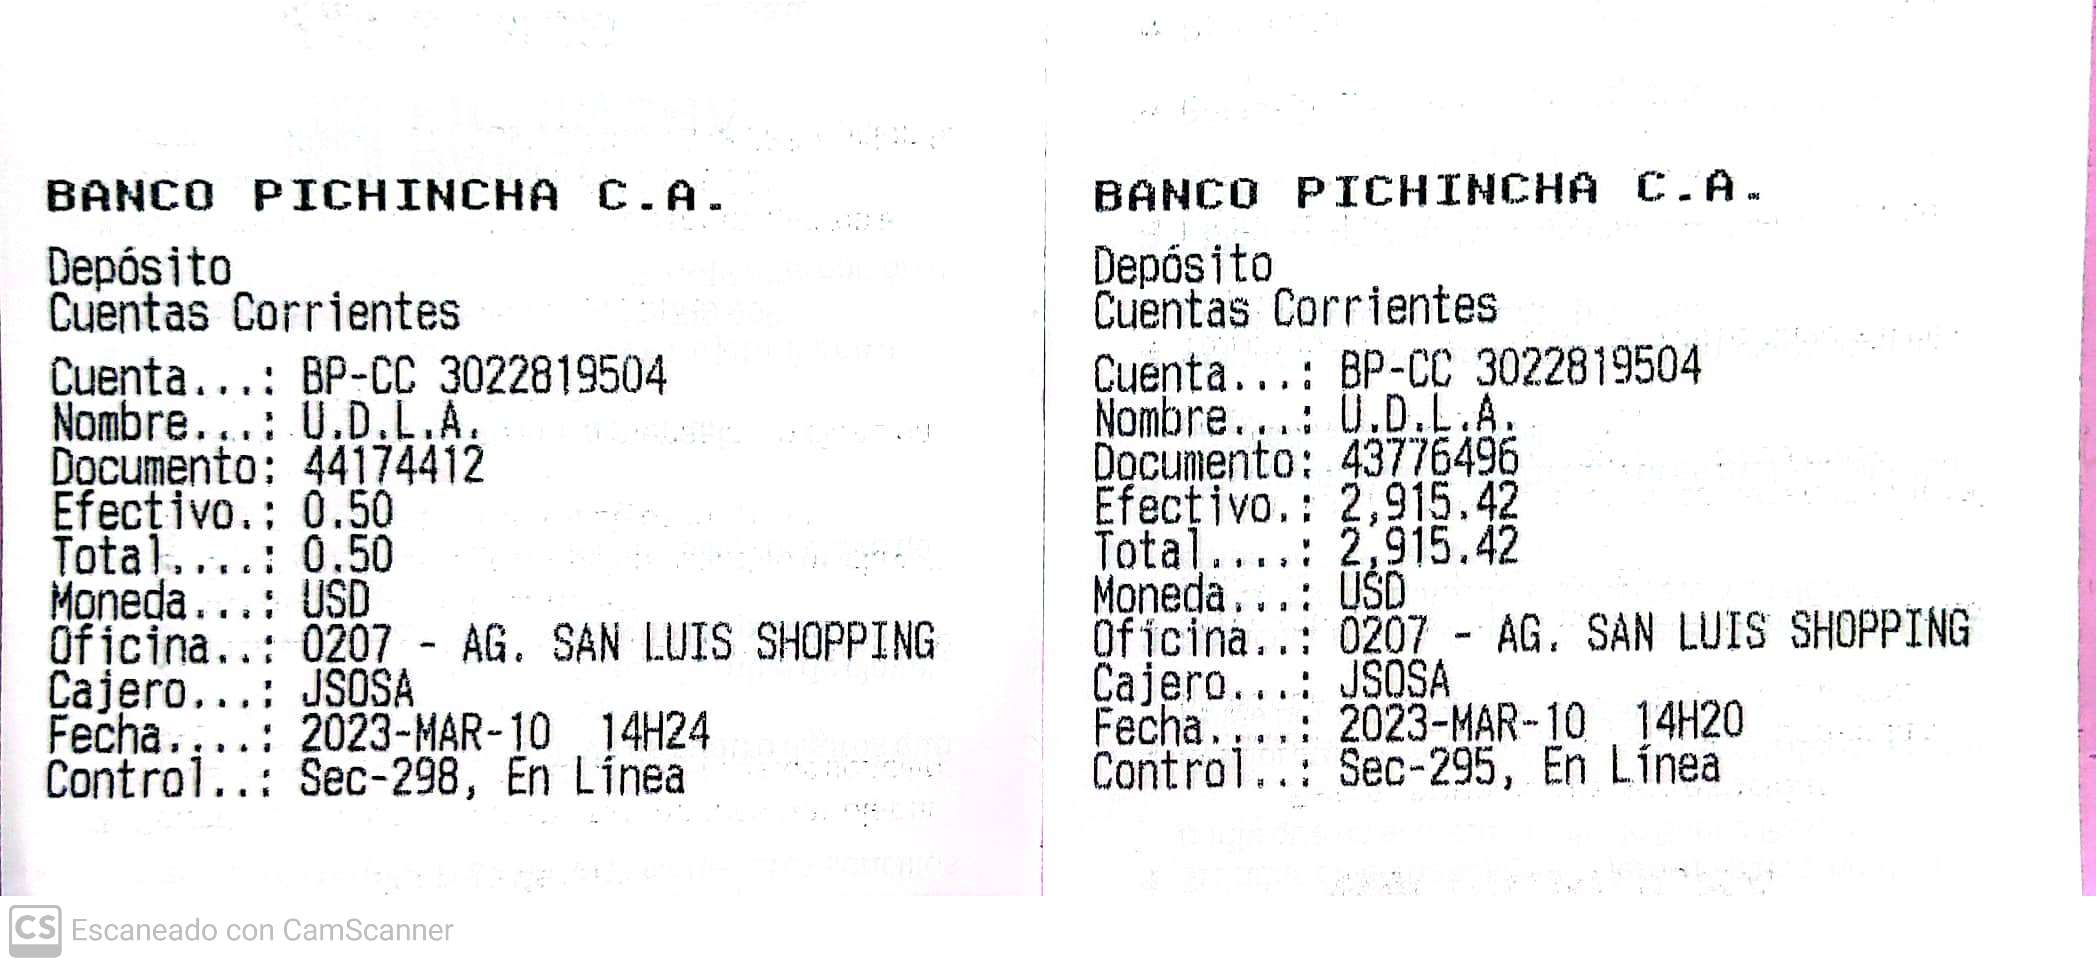 BANCO PICHINCHA C.A.
Depósito
Cuentas Corrientes
Cuenta...: BP-CC 3022819504
Nombre...: U.D.L.A.
Documento: 44174412
Efectivo.: 0.50
Total....: 0.50
Moneda...: USD
Oficina..: 0207 - AG. SAN LUIS SHOPPING
Cajero...: JSOSA
Fecha....: 2023-MAR-10 14H24
Control..: Sec-298, En Línea
BANCO PICHINCHA C.A.
Depósito
Cuentas Corrientes
Cuenta...: BP-CC 3022819504
Nombre...: U.D.L.A.
Documento: 43776496
Efectivo.: 2,915.42
Total....: 2,915.42
Moneda...: USD
Oficina..: 0207 - AG. SAN LUIS SHOPPING
Cajero...: JSOSA
Fecha....: 2023-MAR-10 14H20
Control..: Sec-295, En Línea
CS Escaneado con CamScanner